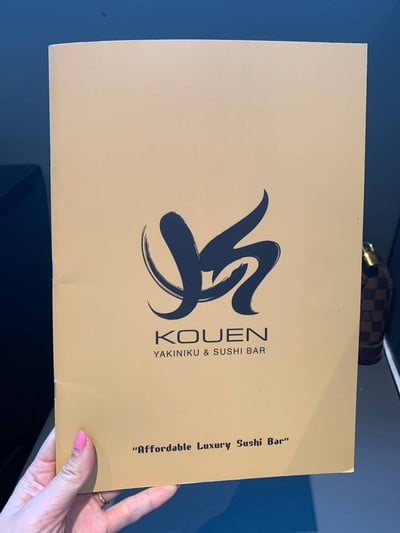 KOUEN
YAKINIKU & SUSHI BAR
"Affordable Luxury Sushi Bar"